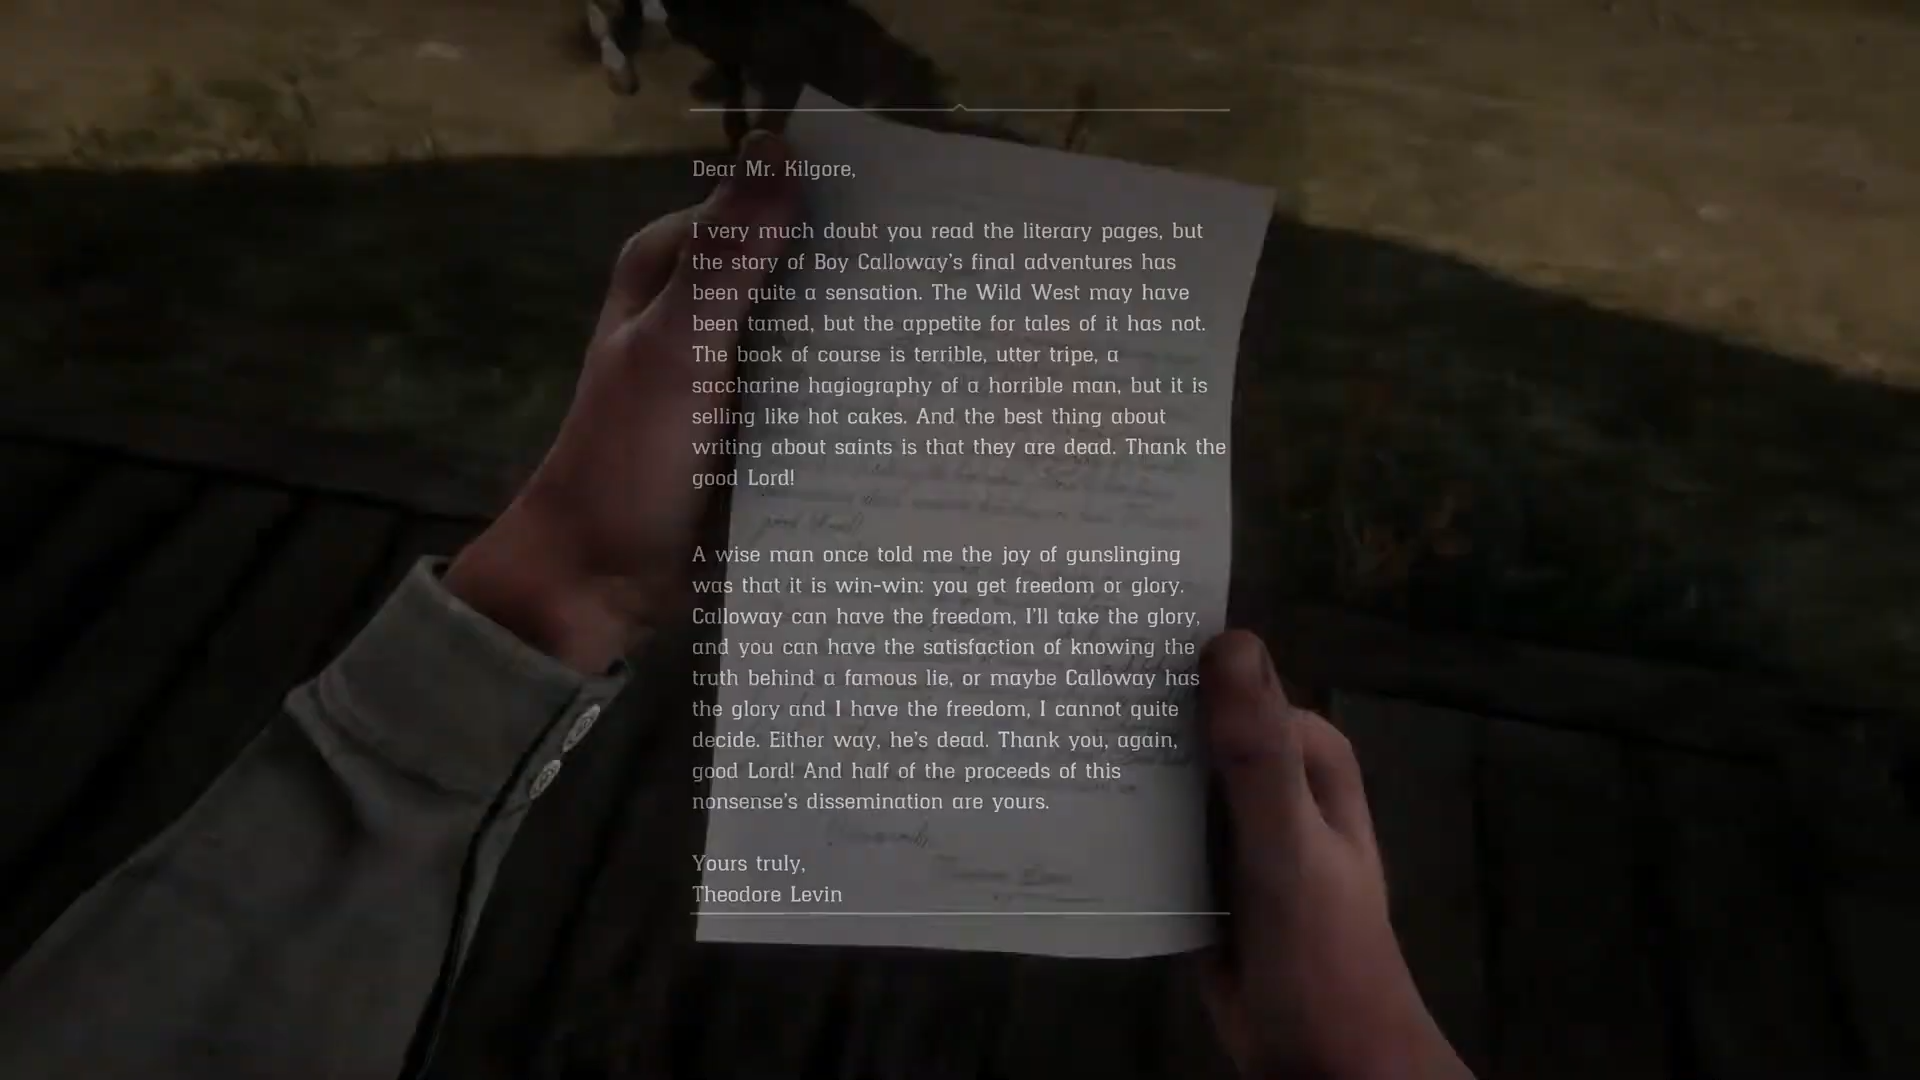 Dear Mr. Kilgore,
I very much doubt you read the literary pages, but
the story of Boy Calloway's final adventures has
been quite a sensation. The Wild West may have
been tamed, but the appetite for tales of it has not.
The book of course is terrible, utter tripe, a
saccharine hagiography of a horrible man, but it is
selling like hot cakes. And the best thing about
writing about saints is that they are dead. Thank the
good Lord!
A wise man once told me the joy of gunslinging
was that it is win-win: you get freedom or glory.
Calloway can have the freedom, I'll take the glory,
and you can have the satisfaction of knowing the
truth behind a famous lie, or maybe Calloway has
the glory and I have the freedom, I cannot quite
decide. Either way, he's dead. Thank you, again,
good Lord! And half of the proceeds of this
nonsense's dissemination are yours.
Yours truly,
Theodore Levin